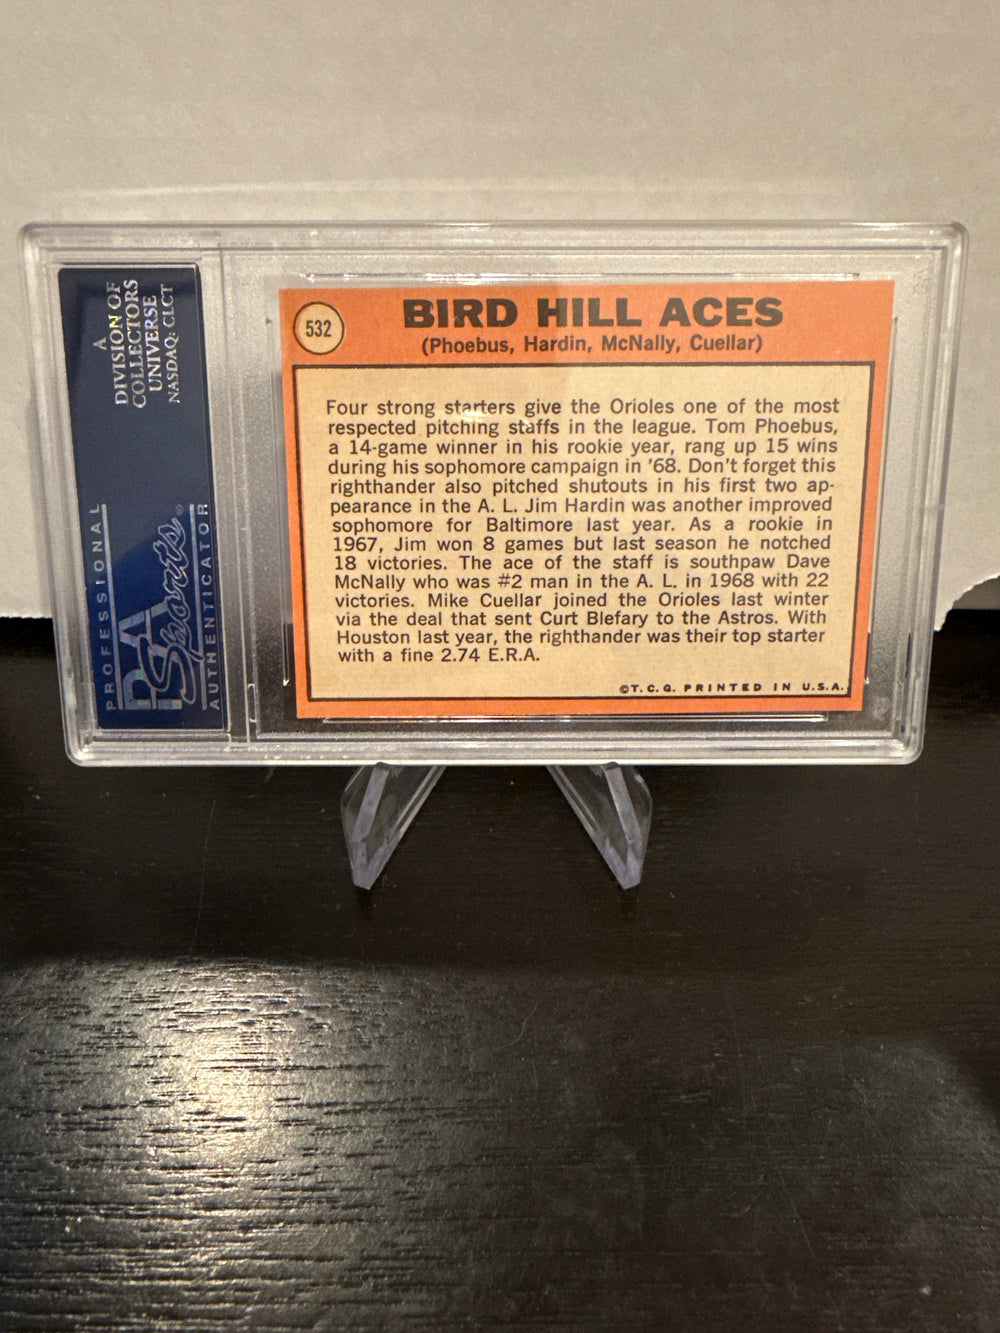 A
DIVISION OF
COLLECTORS
UNIVERSE
NASDAQ: CLCT
PROFESSIONAL
PSA
Sports®
AUTHENTICATOR
532
BIRD HILL ACES
(Phoebus, Hardin, McNally, Cuellar)
Four strong starters give the Orioles one of the most
respected pitching staffs in the league. Tom Phoebus,
a 14-game winner in his rookie year, rang up 15 wins
during his sophomore campaign in '68. Don't forget this
righthander also pitched shutouts in his first two ap-
pearance in the A. L. Jim Hardin was another improved
sophomore for Baltimore last year. As a rookie in
1967, Jim won 8 games but last season he notched
18 victories. The ace of the staff is southpaw Dave
McNally who was #2 man in the A. L. in 1968 with 22
victories. Mike Cuellar joined the Orioles last winter
via the deal that sent Curt Blefary to the Astros. With
Houston last year, the righthander was their top starter
with a fine 2.74 E.R.A.
©T. C. G. PRINTED IN U.S.A.